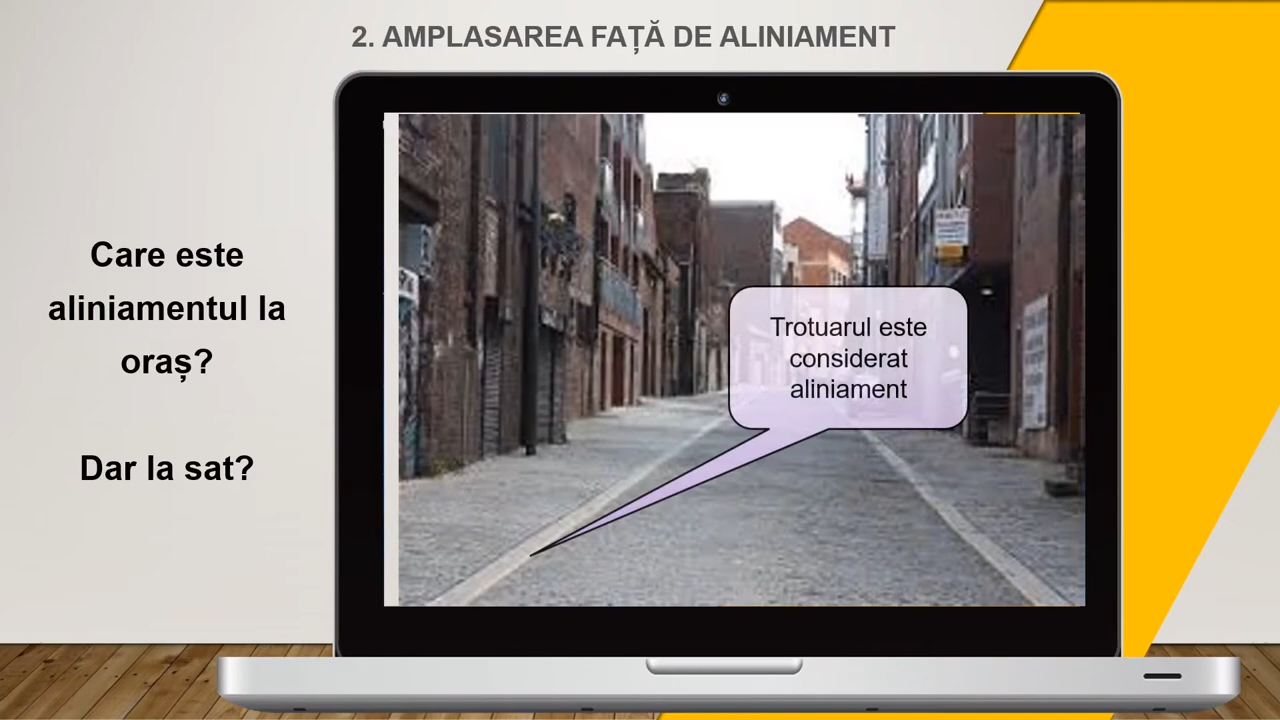 2. AMPLASAREA FAȚĂ DE ALINIAMENT
Care este
aliniamentul la
oraș?
Dar la sat?
Trotuarul este
considerat
aliniament